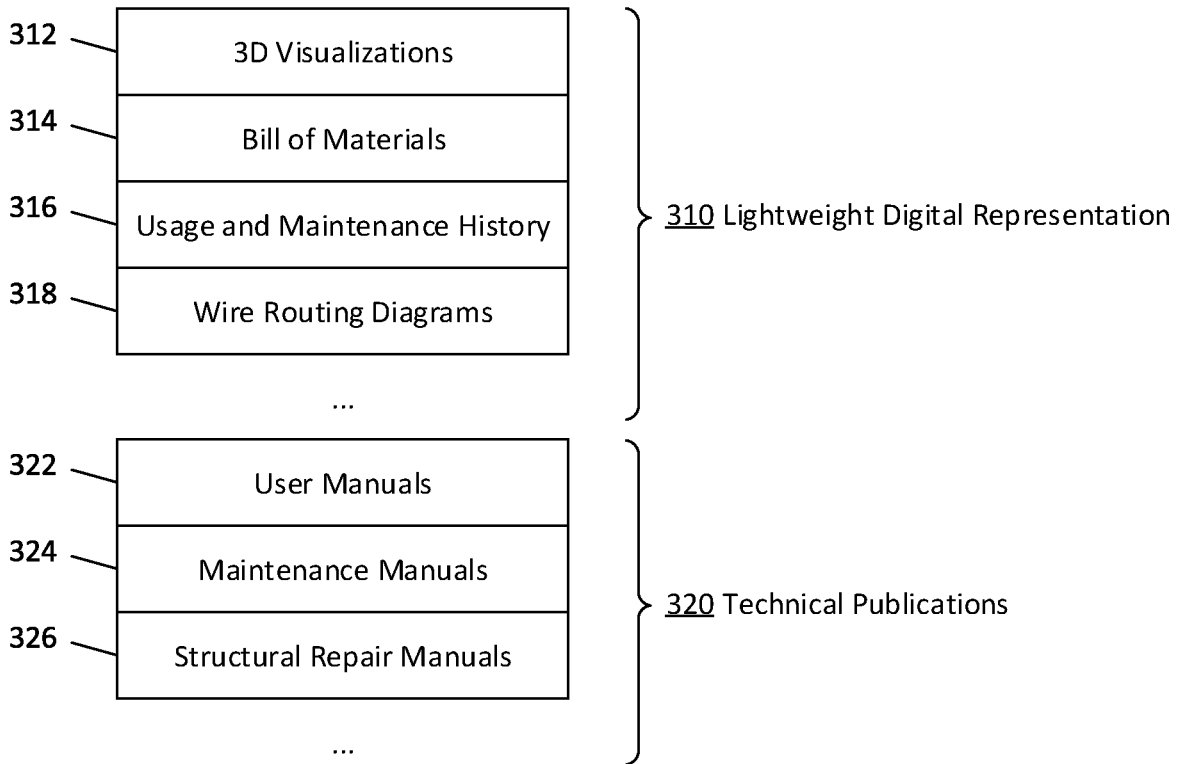 312 3D Visualizations
314 Bill of Materials
316 Usage and Maintenance History
310 Lightweight Digital Representation
318 Wire Routing Diagrams
...
322 User Manuals
324 Maintenance Manuals
320 Technical Publications
326 Structural Repair Manuals
...